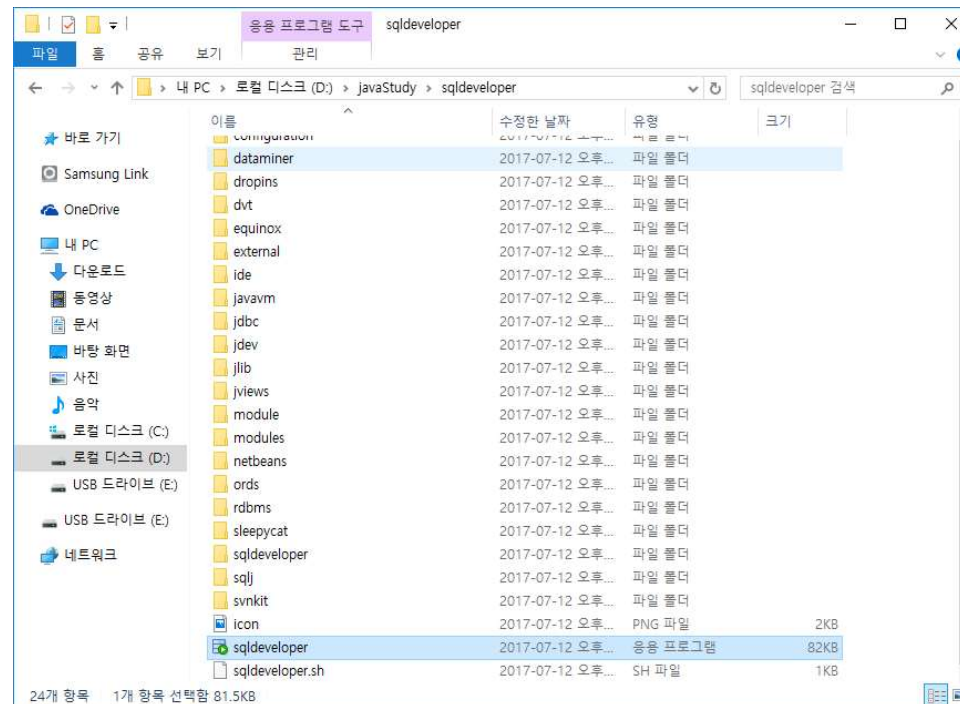 응용 프로그램 도구 sqldeveloper
파일 홈 공유 보기 관리
내 PC › 로컬 디스크 (D:) › javaStudy › sqldeveloper sqldeveloper 검색
이름 수정한 날짜 유형 크기
바로 가기
Samsung Link
OneDrive
내 PC
다운로드
동영상
문서
바탕 화면
사진
음악
로컬 디스크 (C:)
로컬 디스크 (D:)
USB 드라이브 (E:)
USB 드라이브 (E:)
네트워크
configuration 2017-07-12 오후... 파일 폴더
dataminer 2017-07-12 오후... 파일 폴더
dropins 2017-07-12 오후... 파일 폴더
dvt 2017-07-12 오후... 파일 폴더
equinox 2017-07-12 오후... 파일 폴더
external 2017-07-12 오후... 파일 폴더
ide 2017-07-12 오후... 파일 폴더
javavm 2017-07-12 오후... 파일 폴더
jdbc 2017-07-12 오후... 파일 폴더
jdev 2017-07-12 오후... 파일 폴더
jlib 2017-07-12 오후... 파일 폴더
jviews 2017-07-12 오후... 파일 폴더
module 2017-07-12 오후... 파일 폴더
modules 2017-07-12 오후... 파일 폴더
netbeans 2017-07-12 오후... 파일 폴더
ords 2017-07-12 오후... 파일 폴더
rdbms 2017-07-12 오후... 파일 폴더
sleepycat 2017-07-12 오후... 파일 폴더
sqldeveloper 2017-07-12 오후... 파일 폴더
sqlj 2017-07-12 오후... 파일 폴더
svnkit 2017-07-12 오후... 파일 폴더
icon 2017-07-12 오후... PNG 파일 2KB
sqldeveloper 2017-07-12 오후... 응용 프로그램 82KB
sqldeveloper.sh 2017-07-12 오후... SH 파일 1KB
24개 항목 1개 항목 선택함 81.5KB